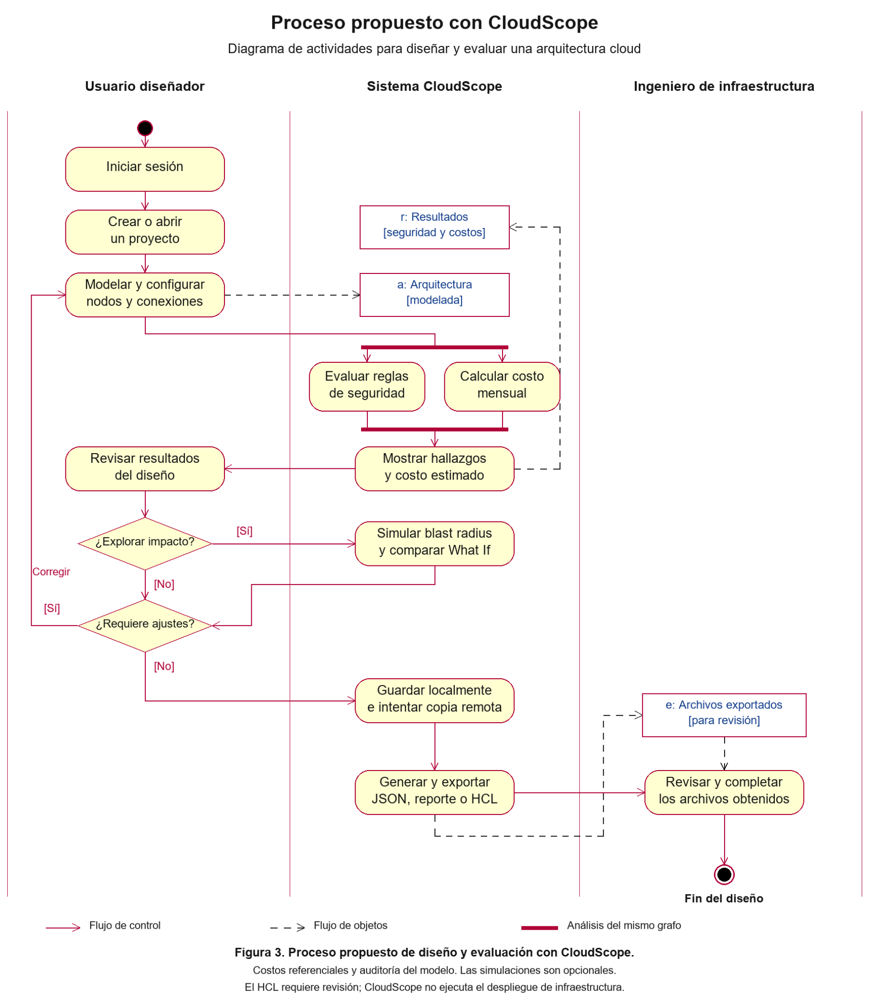 Proceso propuesto con CloudScope
Diagrama de actividades para diseñar y evaluar una arquitectura cloud
Usuario diseñador
Sistema CloudScope
Ingeniero de infraestructura
Iniciar sesión
Crear o abrir
un proyecto
r: Resultados
[seguridad y costos]
Modelar y configurar
nodos y conexiones
a: Arquitectura
[modelada]
Evaluar reglas
de seguridad
Calcular costo
mensual
Revisar resultados
del diseño
Mostrar hallazgos
y costo estimado
¿Explorar impacto?
[Sí]
Simular blast radius
y comparar What If
Corregir
[No]
[Sí]
¿Requiere ajustes?
[No]
Guardar localmente
e intentar copia remota
e: Archivos exportados
[para revisión]
Generar y exportar
JSON, reporte o HCL
Revisar y completar
los archivos obtenidos
Fin del diseño
Flujo de control
Flujo de objetos
Análisis del mismo grafo
Figura 3. Proceso propuesto de diseño y evaluación con CloudScope.
Costos referenciales y auditoría del modelo. Las simulaciones son opcionales.
El HCL requiere revisión; CloudScope no ejecuta el despliegue de infraestructura.